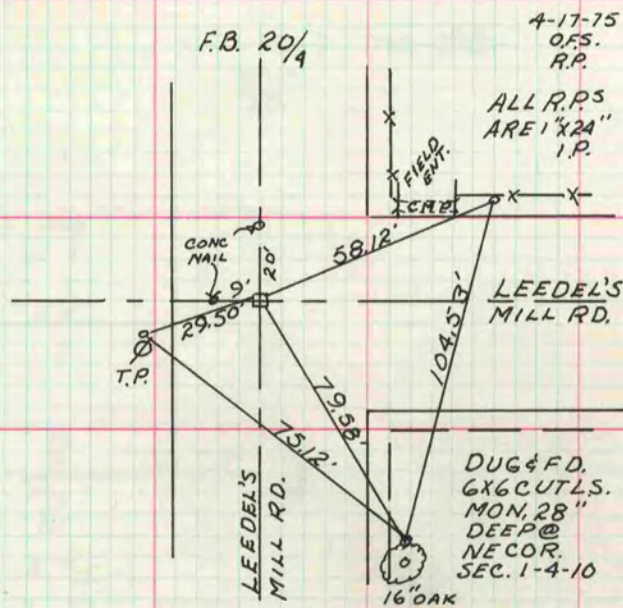 F.B. 20/4
4-17-75
O.F.S.
R.P.
ALL R.P.S
ARE 1"X24"
I.P.
FIELD
ENT.
CMP
CONC
NAIL
20'
58.12'
9'
29.50'
T.P.
LEEDEL'S
MILL RD.
104.53'
79.58'
75.12'
LEEDEL'S
MILL RD.
DUG & FD.
6X6 CUT LS.
MON, 28"
DEEP @
NE COR.
SEC. 1-4-10
16" OAK